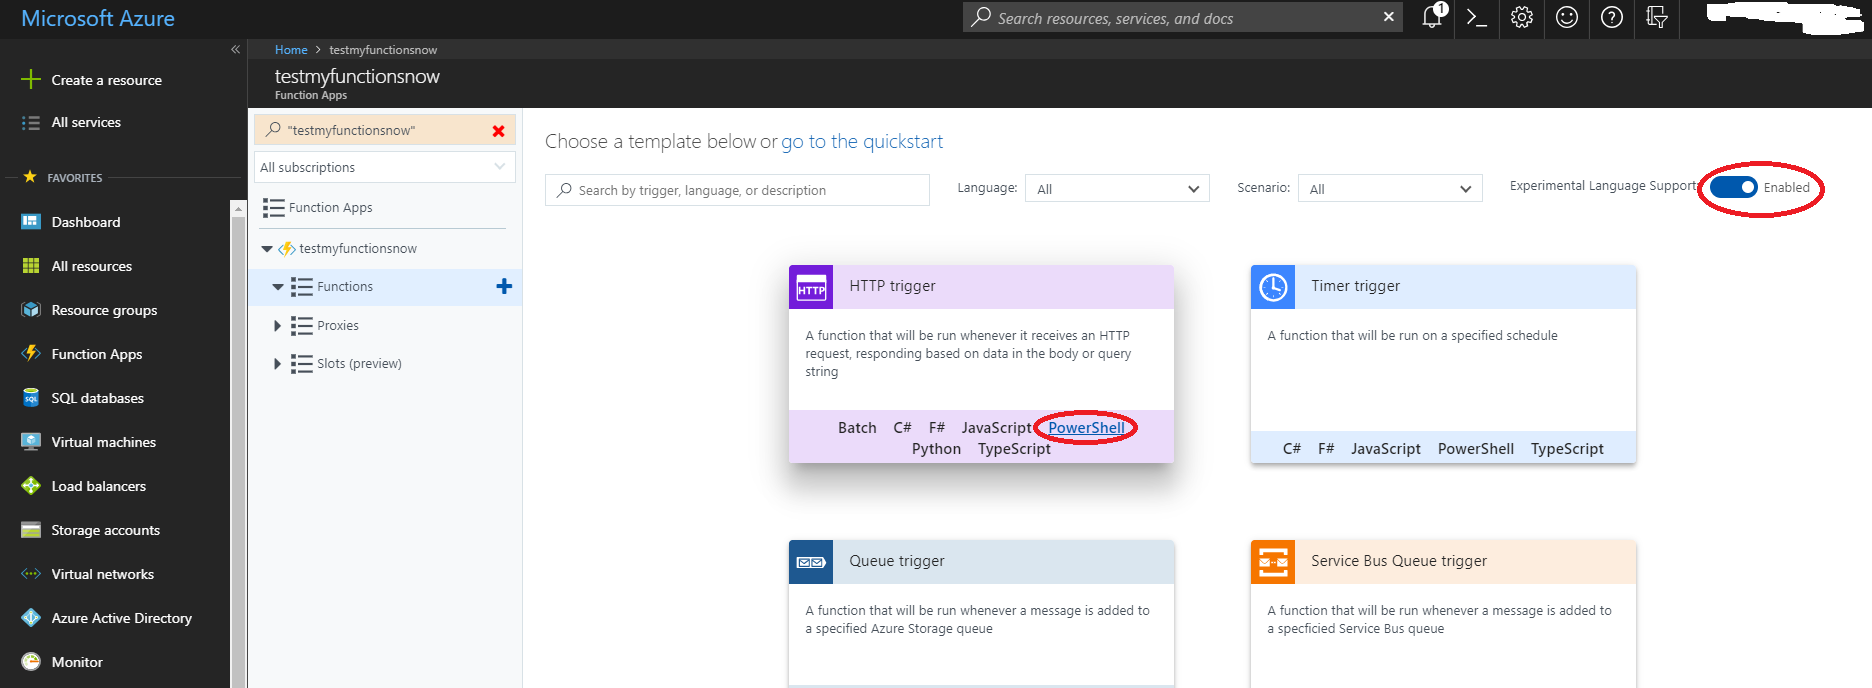 Microsoft Azure
Search resources, services, and docs
1
Home > testmyfunctionsnow
testmyfunctionsnow
Function Apps
Create a resource
All services
FAVORITES
Dashboard
All resources
Resource groups
Function Apps
SQL databases
SQL
Virtual machines
Load balancers
Storage accounts
Virtual networks
Azure Active Directory
Monitor
"testmyfunctionsnow"
All subscriptions
Function Apps
testmyfunctionsnow
Functions
Proxies
Slots (preview)
Choose a template below or go to the quickstart
Search by trigger, language, or description
Language: All
Scenario: All
Experimental Language Support Enabled
HTTP
HTTP trigger
A function that will be run whenever it receives an HTTP
request, responding based on data in the body or query
string
Batch C# F# JavaScript PowerShell
Python TypeScript
Timer trigger
A function that will be run on a specified schedule
C# F# JavaScript PowerShell TypeScript
Queue trigger
A function that will be run whenever a message is added to
a specified Azure Storage queue
Service Bus Queue trigger
A function that will be run whenever a message is added to
a specficied Service Bus queue